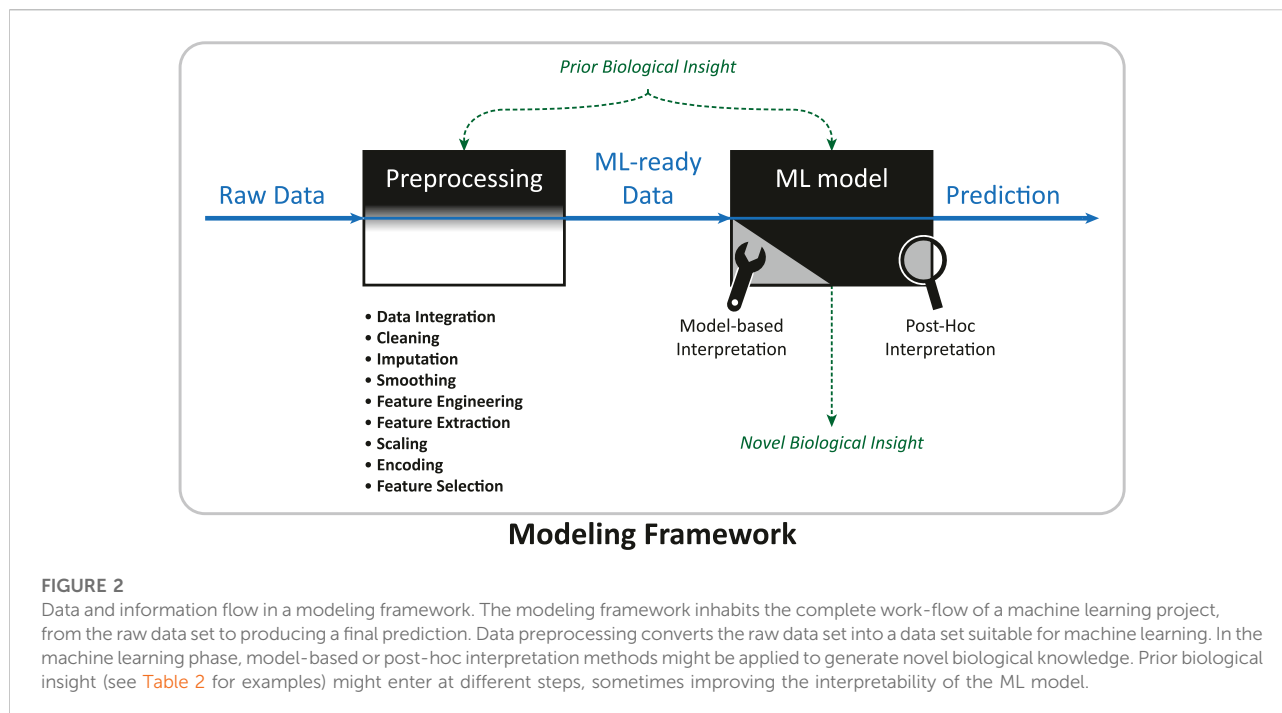 Prior Biological Insight
Raw Data
Preprocessing
ML-ready
Data
ML model
Prediction
• Data Integration
• Cleaning
• Imputation
• Smoothing
• Feature Engineering
• Feature Extraction
• Scaling
• Encoding
• Feature Selection
Model-based
Interpretation
Post-Hoc
Interpretation
Novel Biological Insight
Modeling Framework
FIGURE 2
Data and information flow in a modeling framework. The modeling framework inhabits the complete work-flow of a machine learning project,
from the raw data set to producing a final prediction. Data preprocessing converts the raw data set into a data set suitable for machine learning. In the
machine learning phase, model-based or post-hoc interpretation methods might be applied to generate novel biological knowledge. Prior biological
insight (see Table 2 for examples) might enter at different steps, sometimes improving the interpretability of the ML model.